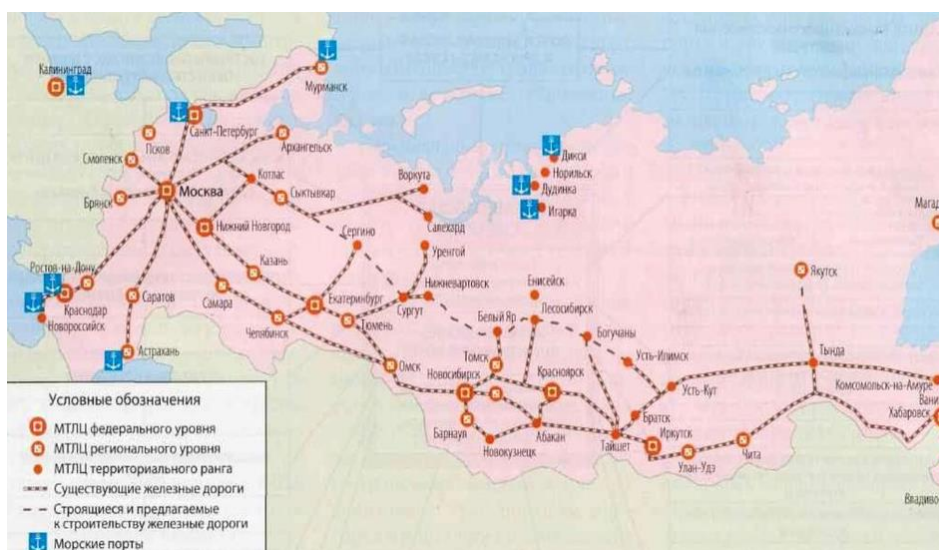 Калининград
Мурманск
Санкт-Петербург
Псков
Архангельск
Смоленск
Котлас
Воркута
Дикси
Норильск
Дудинка
Игарка
Москва
Сыктывкар
Брянск
Салехард
Магад
Нижний Новгород
Сергино
Уренгой
Ростов-на-Дону
Казань
Якутск
Краснодар
Новороссийск
Саратов
Самара
Екатеринбург
Нижневартовск
Енисейск
Сургут
Белый Яр
Лесосибирск
Челябинск
Тюмень
Богучаны
Астрахань
Омск
Томск
Усть-Илимск
Тында
Новосибирск
Красноярск
Усть-Кут
Комсомольск-на-Амуре
Вани
Хабаровск
Барнаул
Новокузнецк
Абакан
Братск
Тайшет
Иркутск
Улан-Удэ
Чита
Владиво
Условные обозначения
МТЛЦ федерального уровня
МТЛЦ регионального уровня
МТЛЦ территориального ранга
Существующие железные дороги
Строящиеся и предлагаемые
к строительству железные дороги
Морские порты